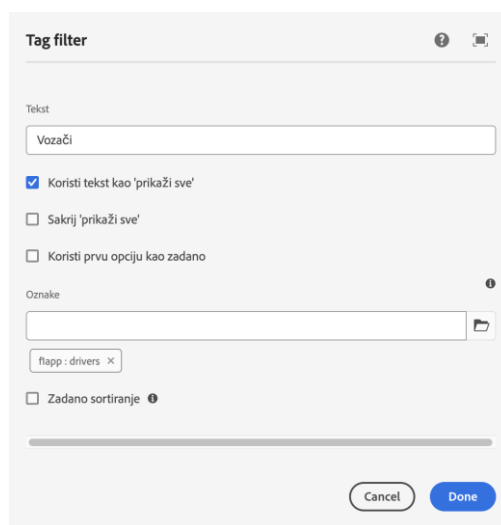 Tag filter
Tekst
Vozači
Koristi tekst kao 'prikaži sve'
Sakrij 'prikaži sve'
Koristi prvu opciju kao zadano
Oznake
flapp : drivers ×
Zadano sortiranje
Cancel Done